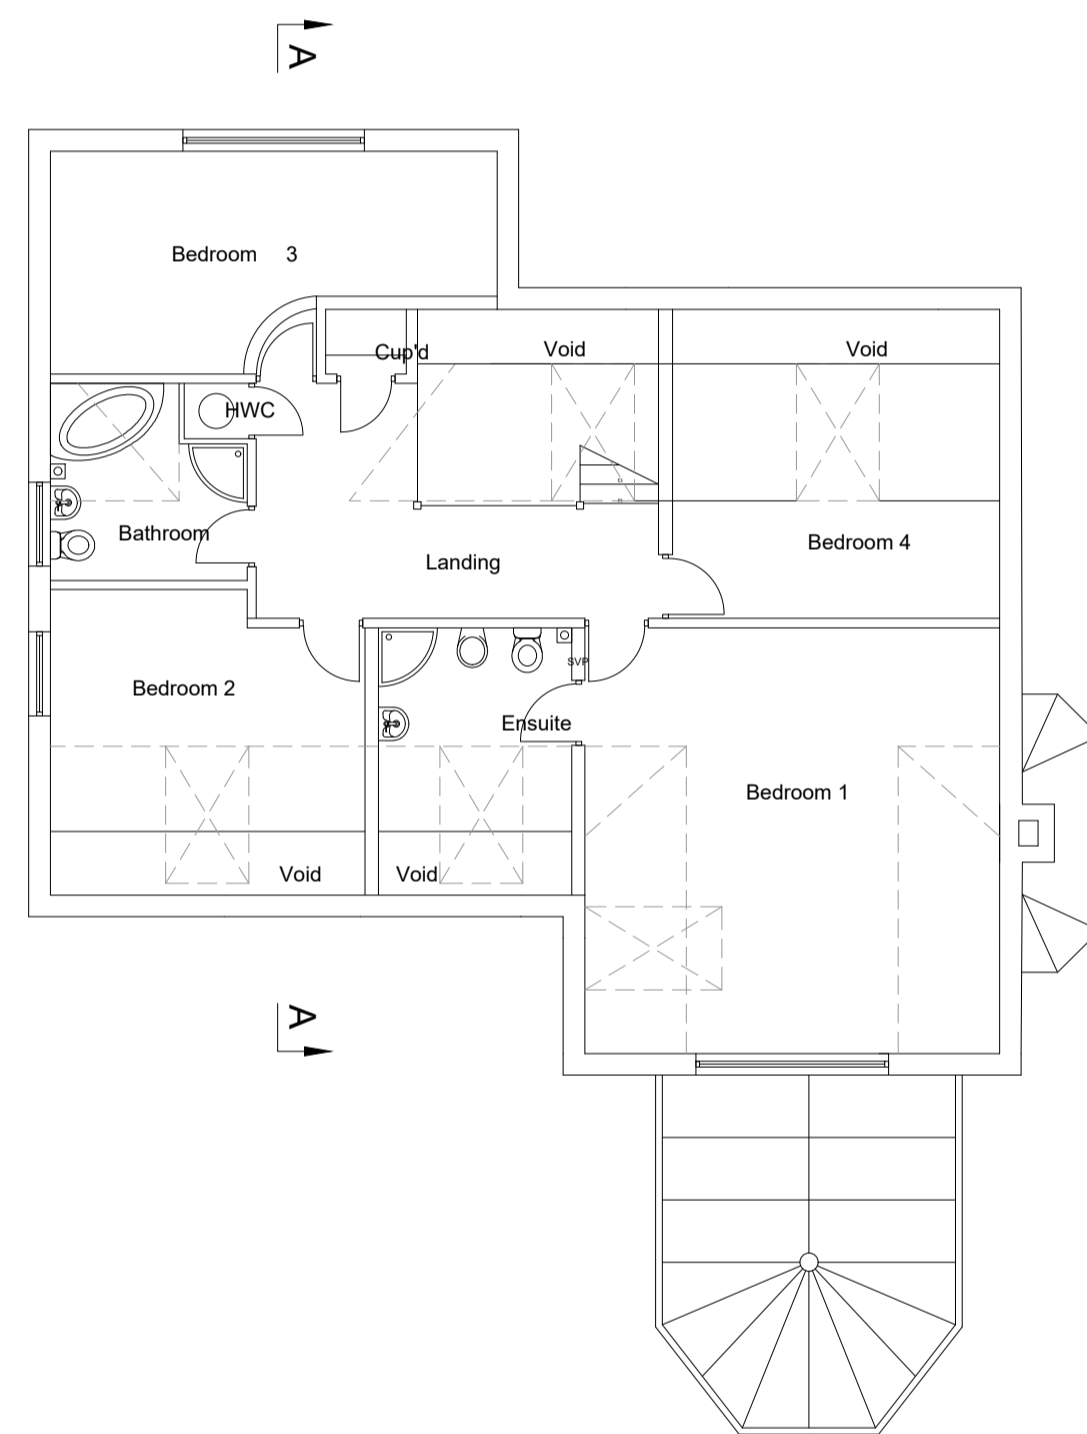 A
Bedroom 3
Cup'd
Void
Void
HWC
Bathroom
Landing
Bedroom 4
SVP
Bedroom 2
Ensuite
Bedroom 1
Void
Void
A